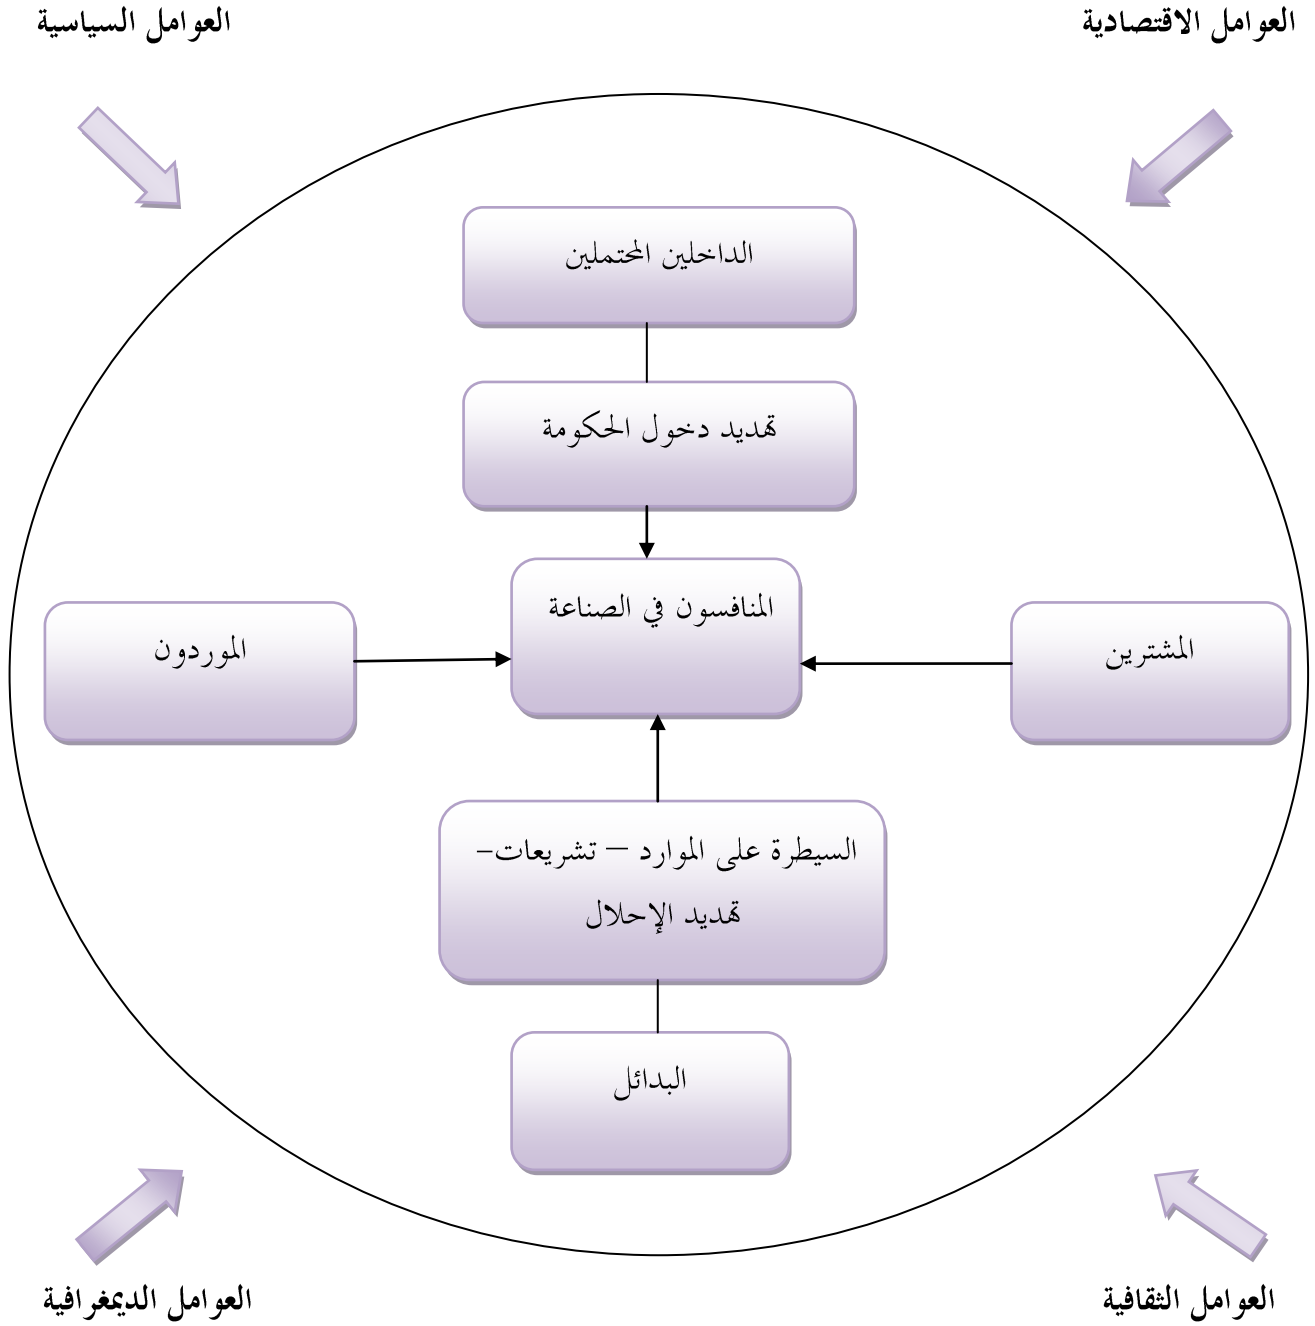 العوامل الاقتصادية
العوامل السياسية
الداخلين المحتملين
تهديد دخول الحكومة
المنافسون في الصناعة
المشترين
الموردون
السيطرة على الموارد – تشريعات-
تهديد الإحلال
البدائل
العوامل الثقافية
العوامل الديمغرافية